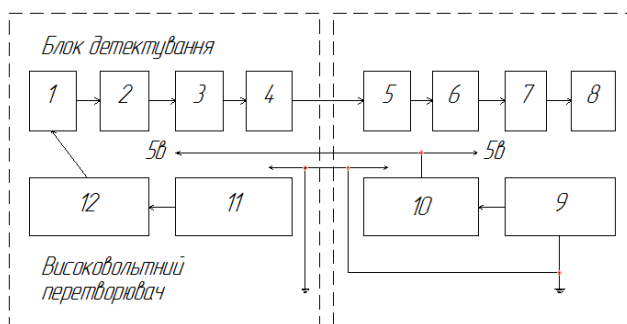 Блок детектування
1 2 3 4 5 6 7 8
5в 5в
12 11 10 9
Високовольтний
перетворювач